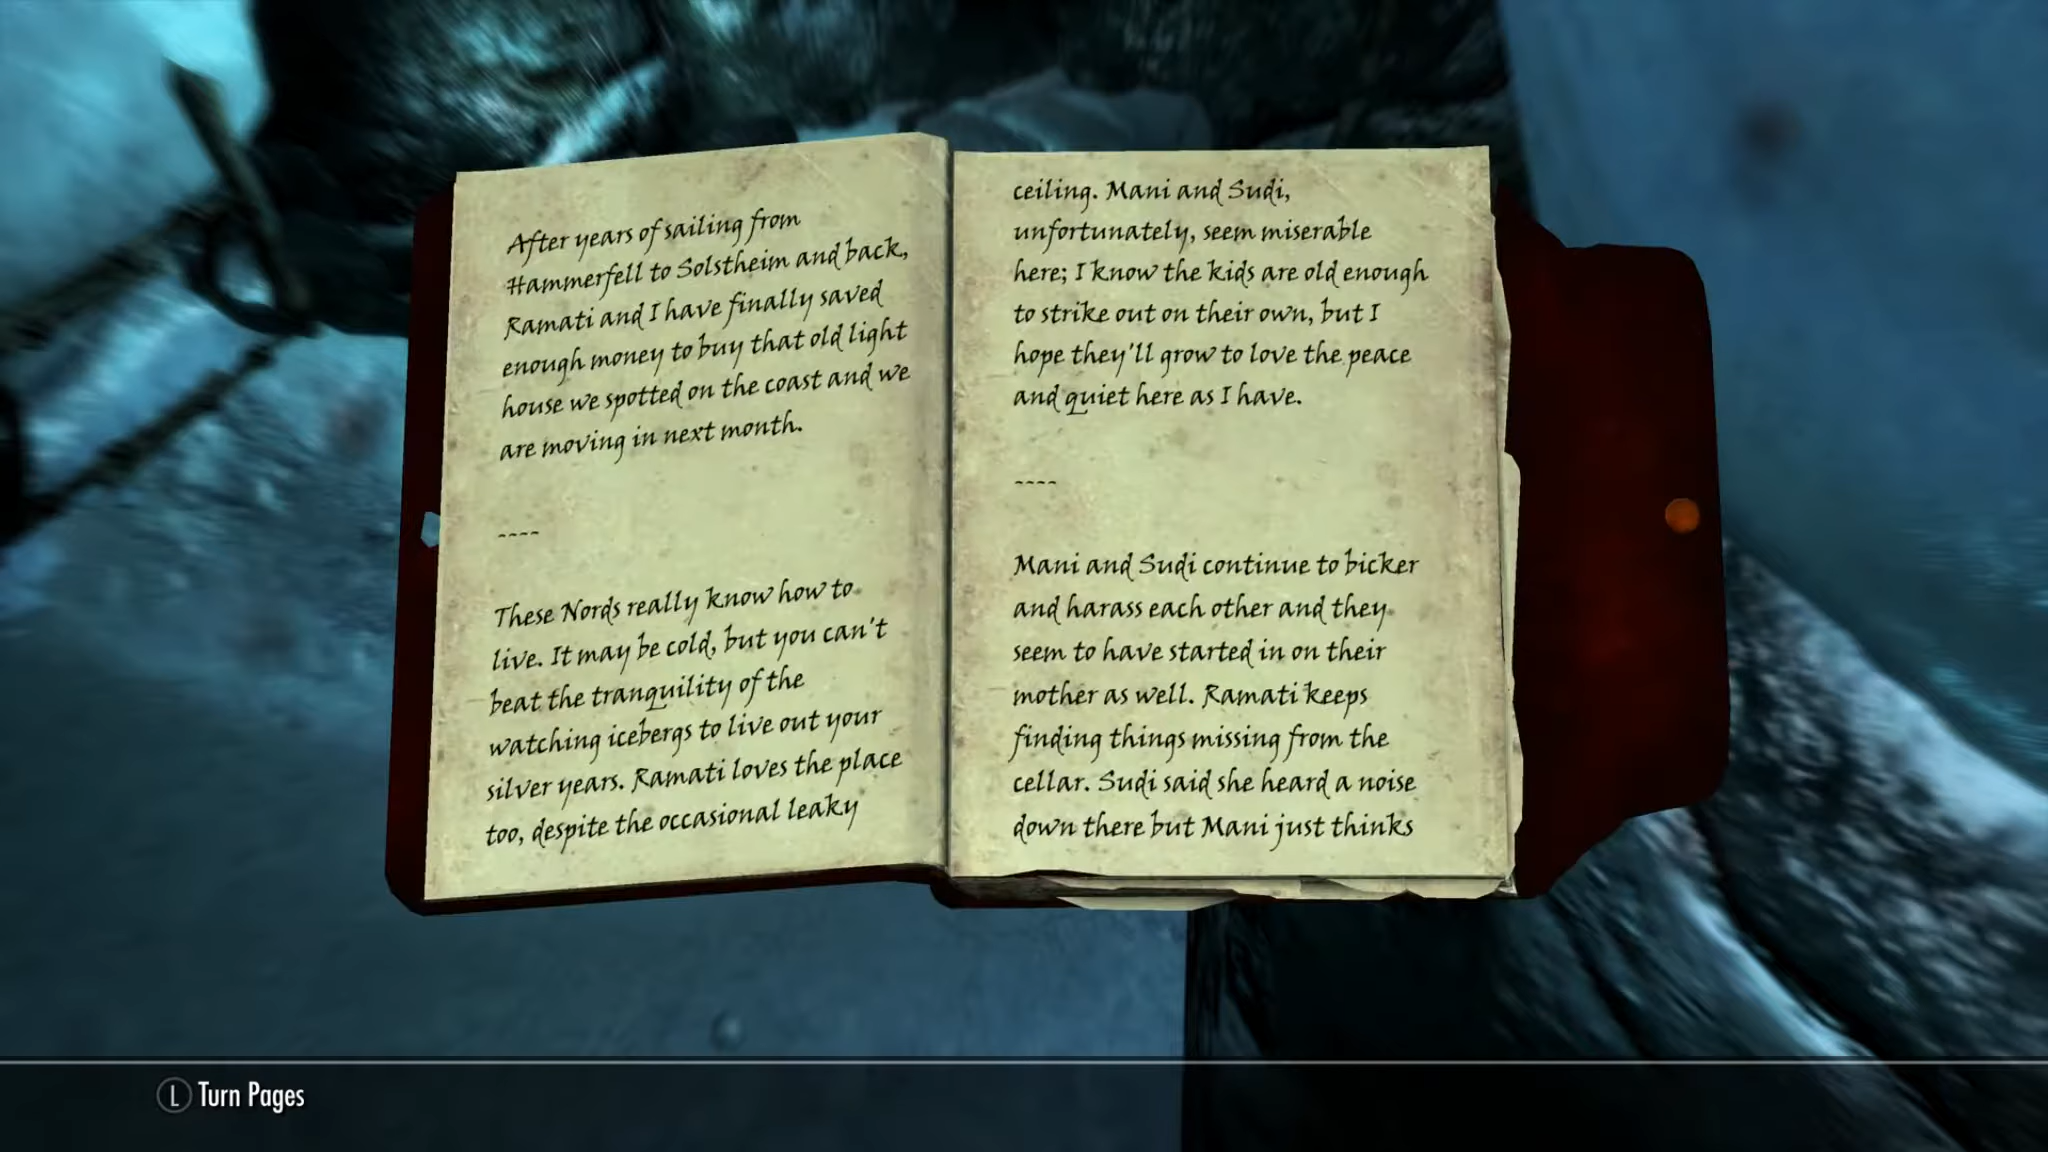 After years of sailing from
Hammerfell to Solstheim and back,
Ramati and I have finally saved
enough money to buy that old light
house we spotted on the coast and we
are moving in next month.
~~~~
These Nords really know how to
live. It may be cold, but you can't
beat the tranquility of the
watching icebergs to live out your
silver years. Ramati loves the place
too, despite the occasional leaky
ceiling. Mani and Sudi,
unfortunately, seem miserable
here; I know the kids are old enough
to strike out on their own, but I
hope they'll grow to love the peace
and quiet here as I have.
~~~~
Mani and Sudi continue to bicker
and harass each other and they
seem to have started in on their
mother as well. Ramati keeps
finding things missing from the
cellar. Sudi said she heard a noise
down there but Mani just thinks
L Turn Pages